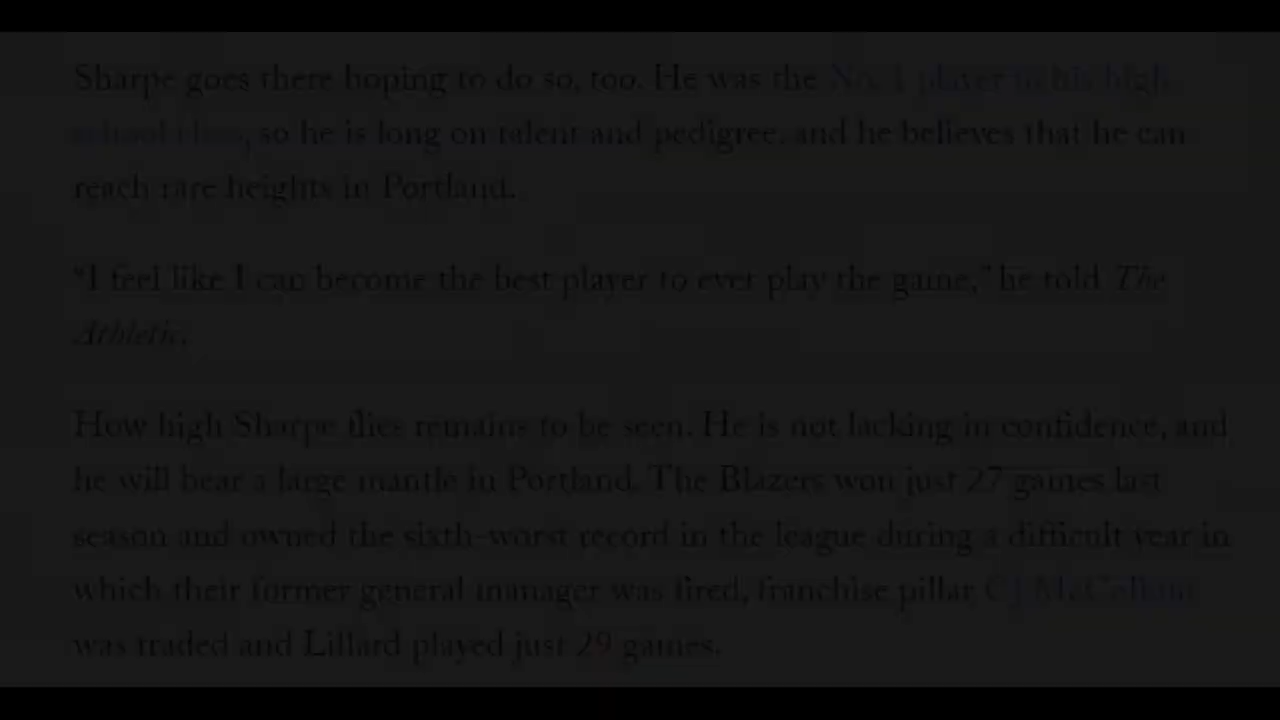 Sharpe goes there hoping to do so, too. He was the No. 1 player in his high
school class, so he is long on talent and pedigree, and he believes that he can
reach rare heights in Portland.
“I feel like I can become the best player to ever play the game,” he told The
Athletic.
How high Sharpe flies remains to be seen. He is not lacking in confidence, and
he will bear a large mantle in Portland. The Blazers won just 27 games last
season and owned the sixth-worst record in the league during a difficult year in
which their former general manager was fired, franchise pillar CJ McCollum
was traded and Lillard played just 29 games.